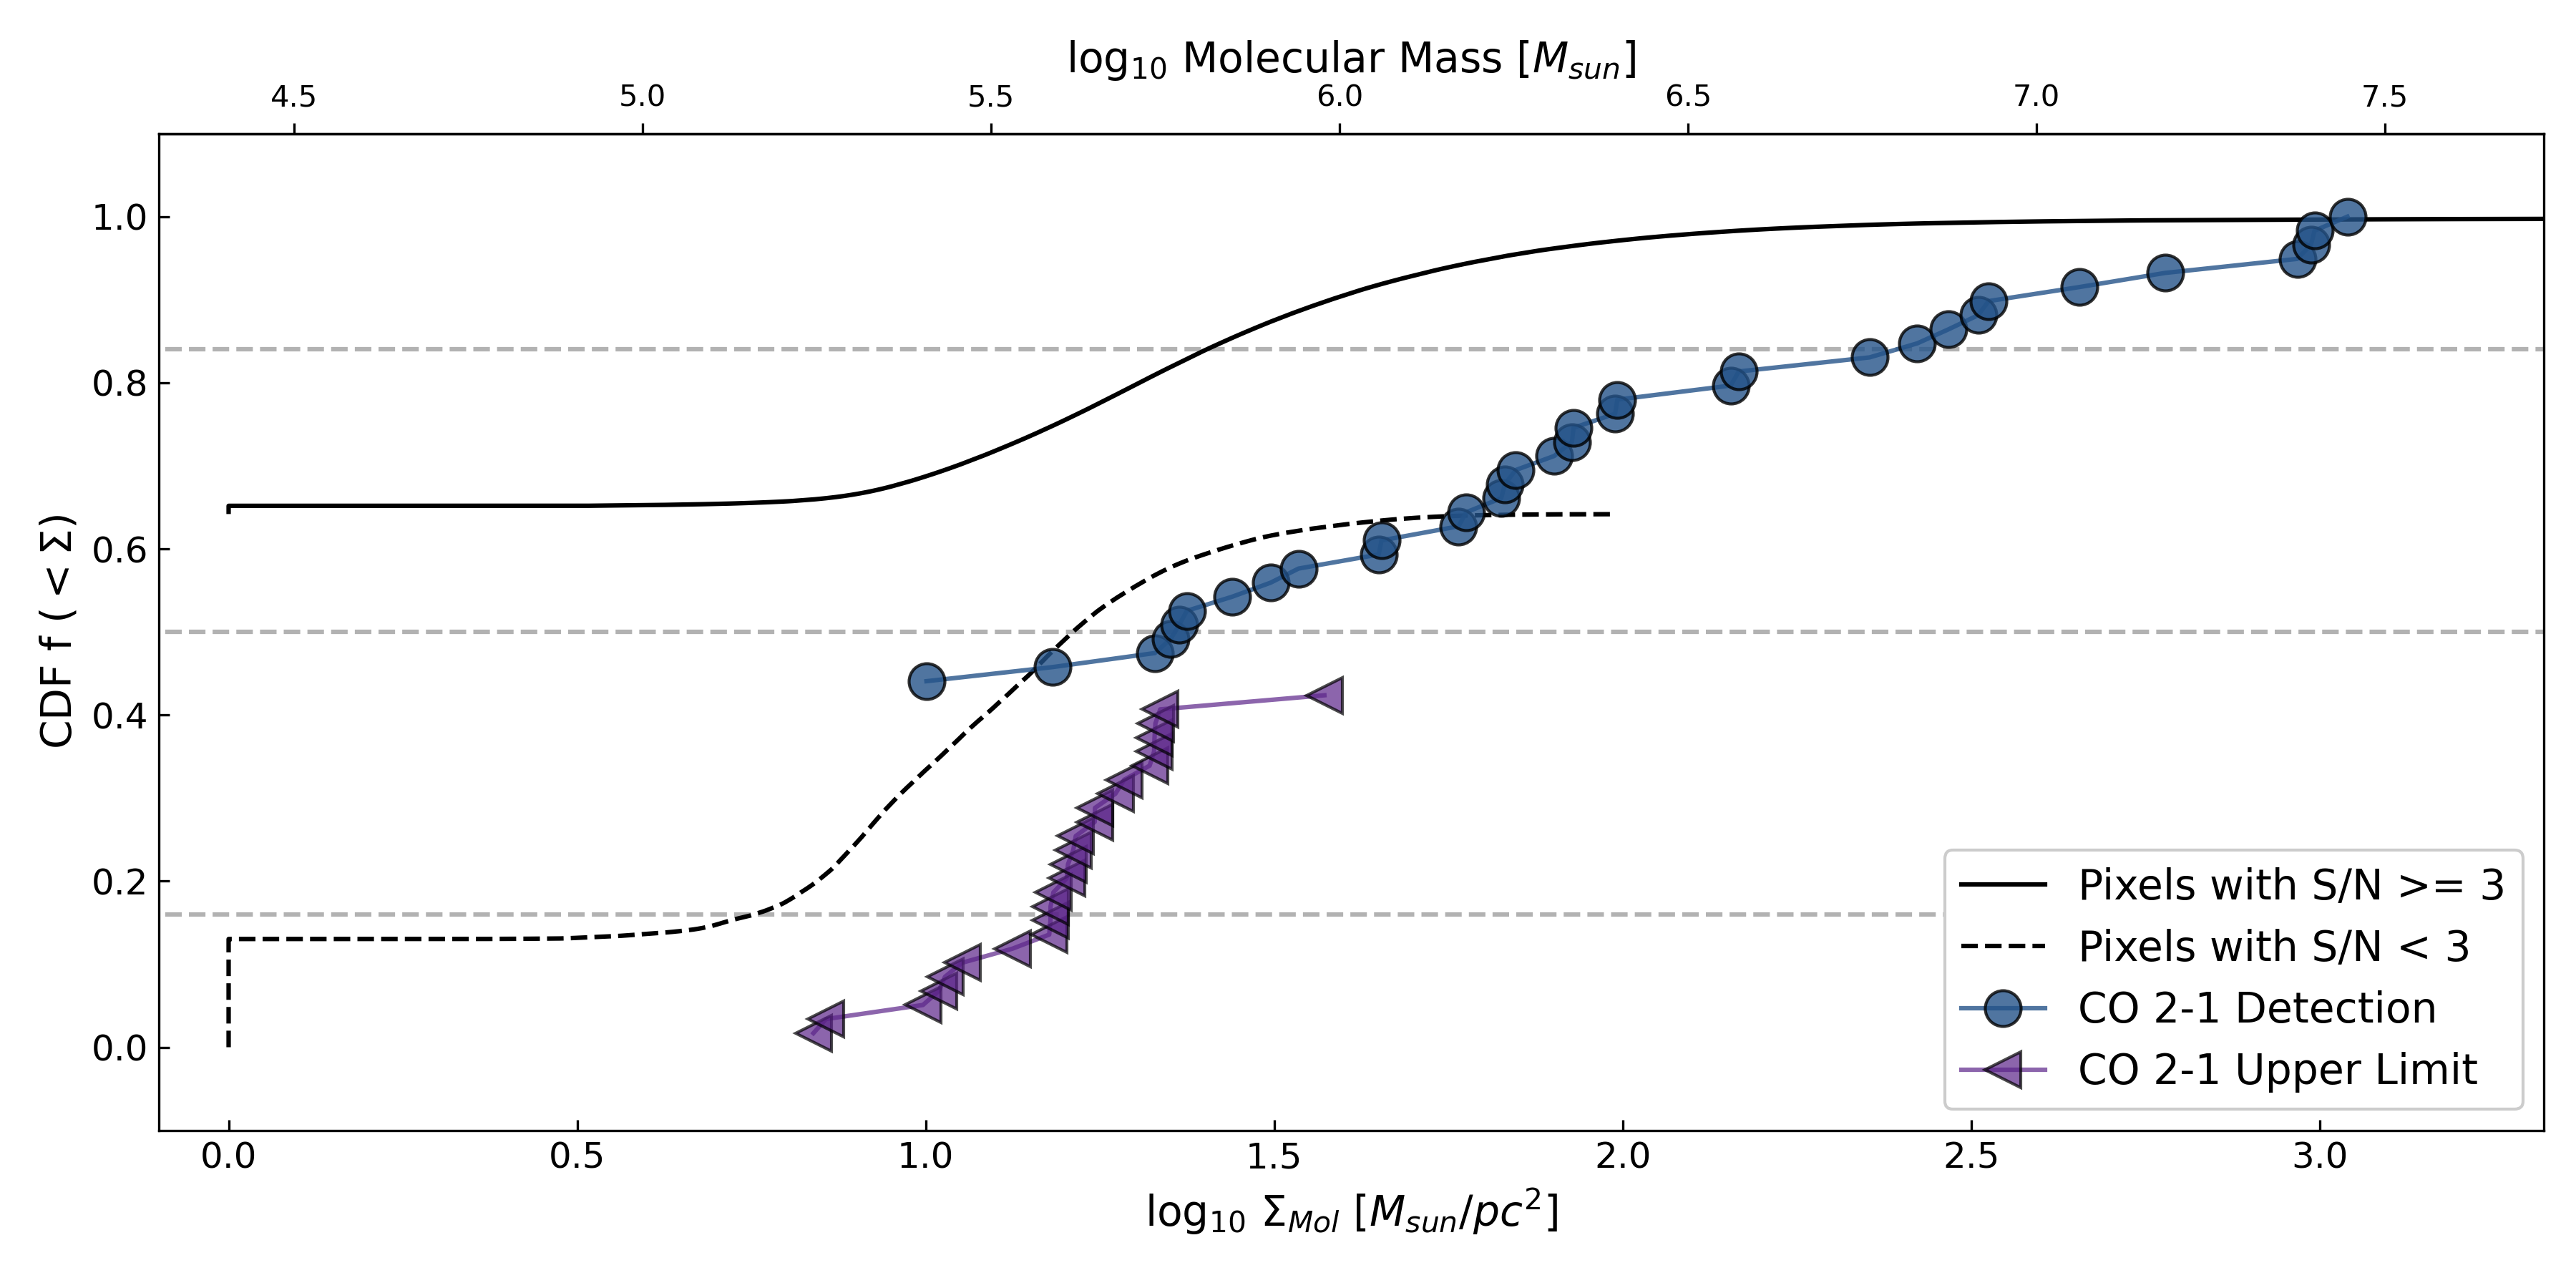 log₁₀ Molecular Mass [M_sun]
4.5 5.0 5.5 6.0 6.5 7.0 7.5
CDF f ( < Σ)
1.0
0.8
0.6
0.4
0.2
0.0
Pixels with S/N >= 3
Pixels with S/N < 3
CO 2-1 Detection
CO 2-1 Upper Limit
0.0 0.5 1.0 1.5 2.0 2.5 3.0
log₁₀ Σ_Mol [M_sun/pc²]